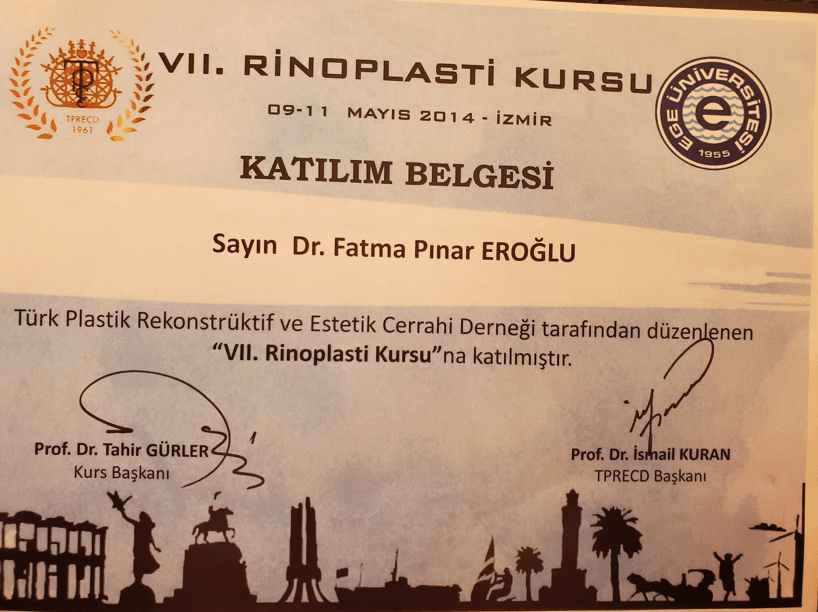 TPRECD
1961
VII. RİNOPLASTİ KURSU
09-11 MAYIS 2014 - İZMİR
EGE ÜNİVERSİTESİ
e
1955
KATILIM BELGESİ
Sayın Dr. Fatma Pınar EROĞLU
Türk Plastik Rekonstrüktif ve Estetik Cerrahi Derneği tarafından düzenlenen
“VII. Rinoplasti Kursu”na katılmıştır.
Prof. Dr. Tahir GÜRLER
Kurs Başkanı
Prof. Dr. İsmail KURAN
TPRECD Başkanı